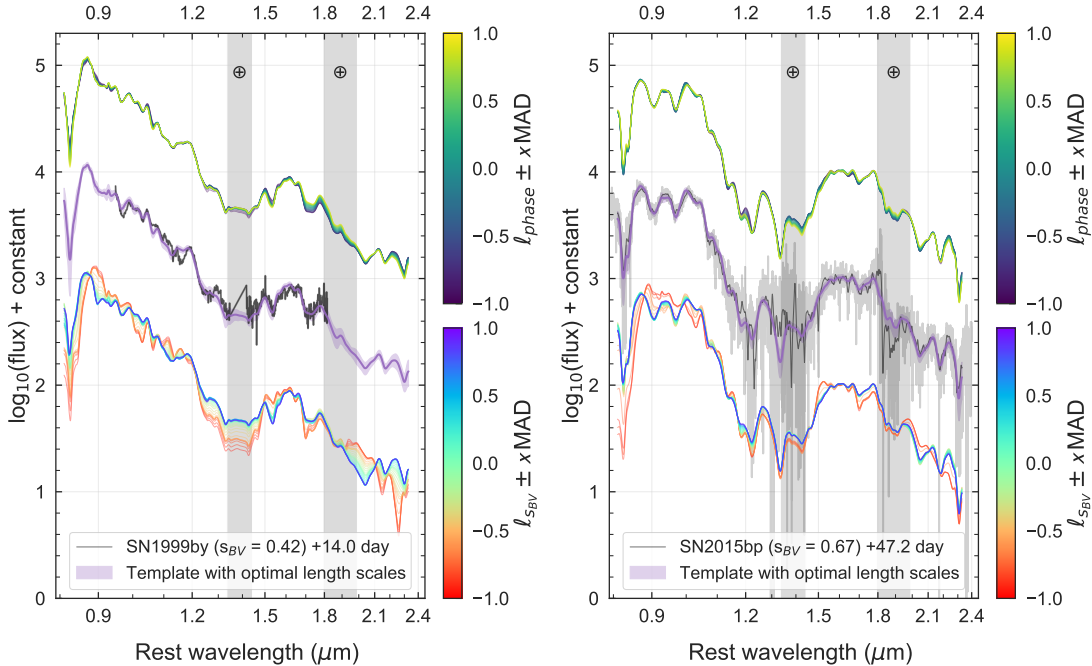 0.9 1.2 1.5 1.8 2.1 2.4
⊕ ⊕
5
4
3
2
1
0
log₁₀(flux) + constant
SN1999by (s_BV = 0.42) +14.0 day
Template with optimal length scales
0.9 1.2 1.5 1.8 2.1 2.4
Rest wavelength (μm)
1.0
0.5
0.0
−0.5
−1.0
ℓ_phase ± xMAD
1.0
0.5
0.0
−0.5
−1.0
ℓ_s_BV ± xMAD
0.9 1.2 1.5 1.8 2.1 2.4
⊕ ⊕
5
4
3
2
1
0
log₁₀(flux) + constant
SN2015bp (s_BV = 0.67) +47.2 day
Template with optimal length scales
0.9 1.2 1.5 1.8 2.1 2.4
Rest wavelength (μm)
1.0
0.5
0.0
−0.5
−1.0
ℓ_phase ± xMAD
1.0
0.5
0.0
−0.5
−1.0
ℓ_s_BV ± xMAD